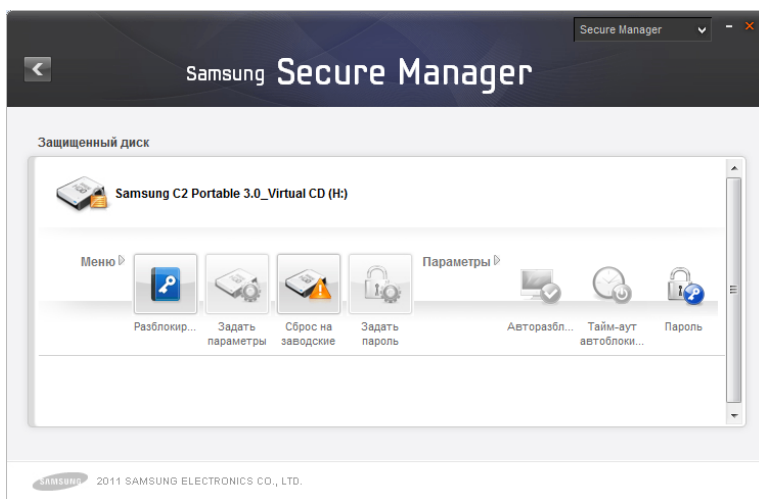 Secure Manager
Samsung Secure Manager
Защищенный диск
Samsung C2 Portable 3.0_Virtual CD (H:)
Меню
Параметры
Разблокир...
Задать
параметры
Сброс на
заводские
Задать
пароль
Авторазбл...
Тайм-аут
автоблоки...
Пароль
SAMSUNG 2011 SAMSUNG ELECTRONICS CO., LTD.